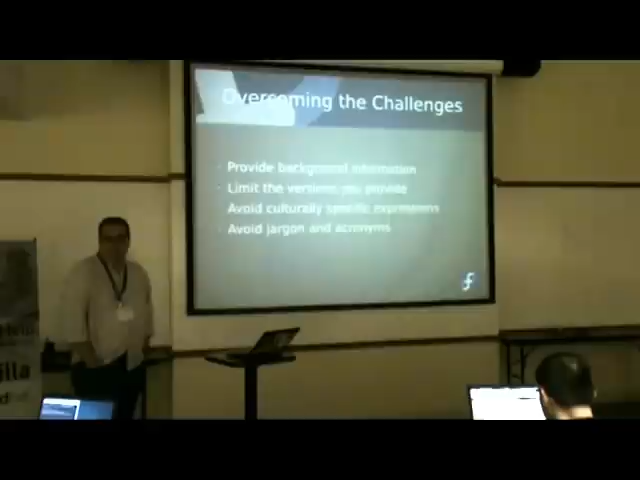 Overcoming the Challenges
Provide background information
Limit the versions you provide
Avoid culturally specific expressions
Avoid jargon and acronyms
illa